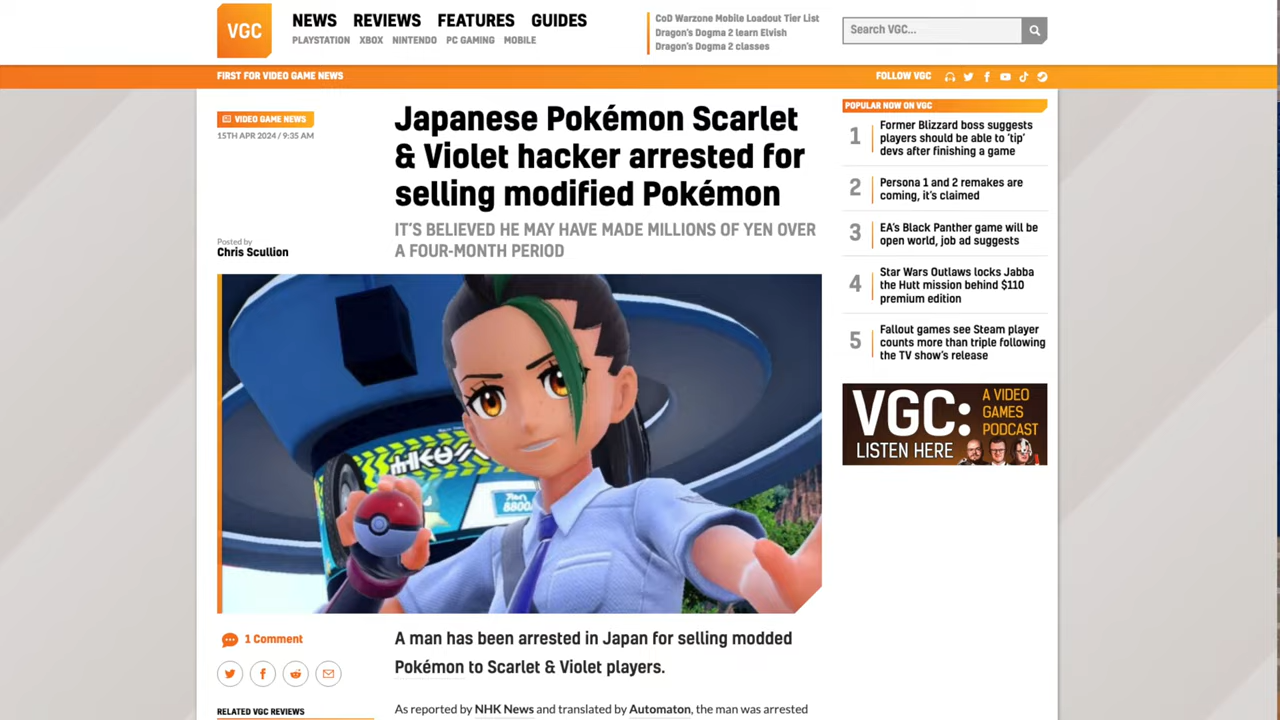 VGC
NEWS REVIEWS FEATURES GUIDES
PLAYSTATION XBOX NINTENDO PC GAMING MOBILE
CoD Warzone Mobile Loadout Tier List
Dragon's Dogma 2 learn Elvish
Dragon's Dogma 2 classes
Search VGC...
FIRST FOR VIDEO GAME NEWS
FOLLOW VGC
VIDEO GAME NEWS
15TH APR 2024 / 9:35 AM
Posted by
Chris Scullion
Japanese Pokémon Scarlet
& Violet hacker arrested for
selling modified Pokémon
IT'S BELIEVED HE MAY HAVE MADE MILLIONS OF YEN OVER
A FOUR-MONTH PERIOD
8800
1 Comment
RELATED VGC REVIEWS
A man has been arrested in Japan for selling modded
Pokémon to Scarlet & Violet players.
As reported by NHK News and translated by Automaton, the man was arrested
POPULAR NOW ON VGC
1
Former Blizzard boss suggests
players should be able to 'tip'
devs after finishing a game
2
Persona 1 and 2 remakes are
coming, it's claimed
3
EA's Black Panther game will be
open world, job ad suggests
4
Star Wars Outlaws locks Jabba
the Hutt mission behind $110
premium edition
5
Fallout games see Steam player
counts more than triple following
the TV show's release
VGC:
A VIDEO
GAMES
PODCAST
LISTEN HERE